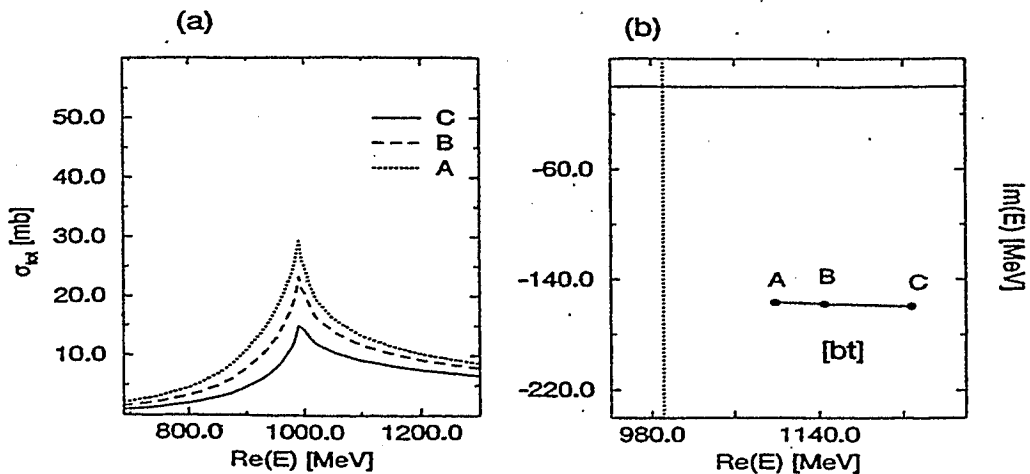 (a)
50.0
40.0
30.0
20.0
10.0
σtot [mb]
C
B
A
800.0 1000.0 1200.0
Re(E) [MeV]
(b)
-60.0
-140.0
-220.0
Im(E) [MeV]
A B C
[bt]
980.0 1140.0
Re(E) [MeV]